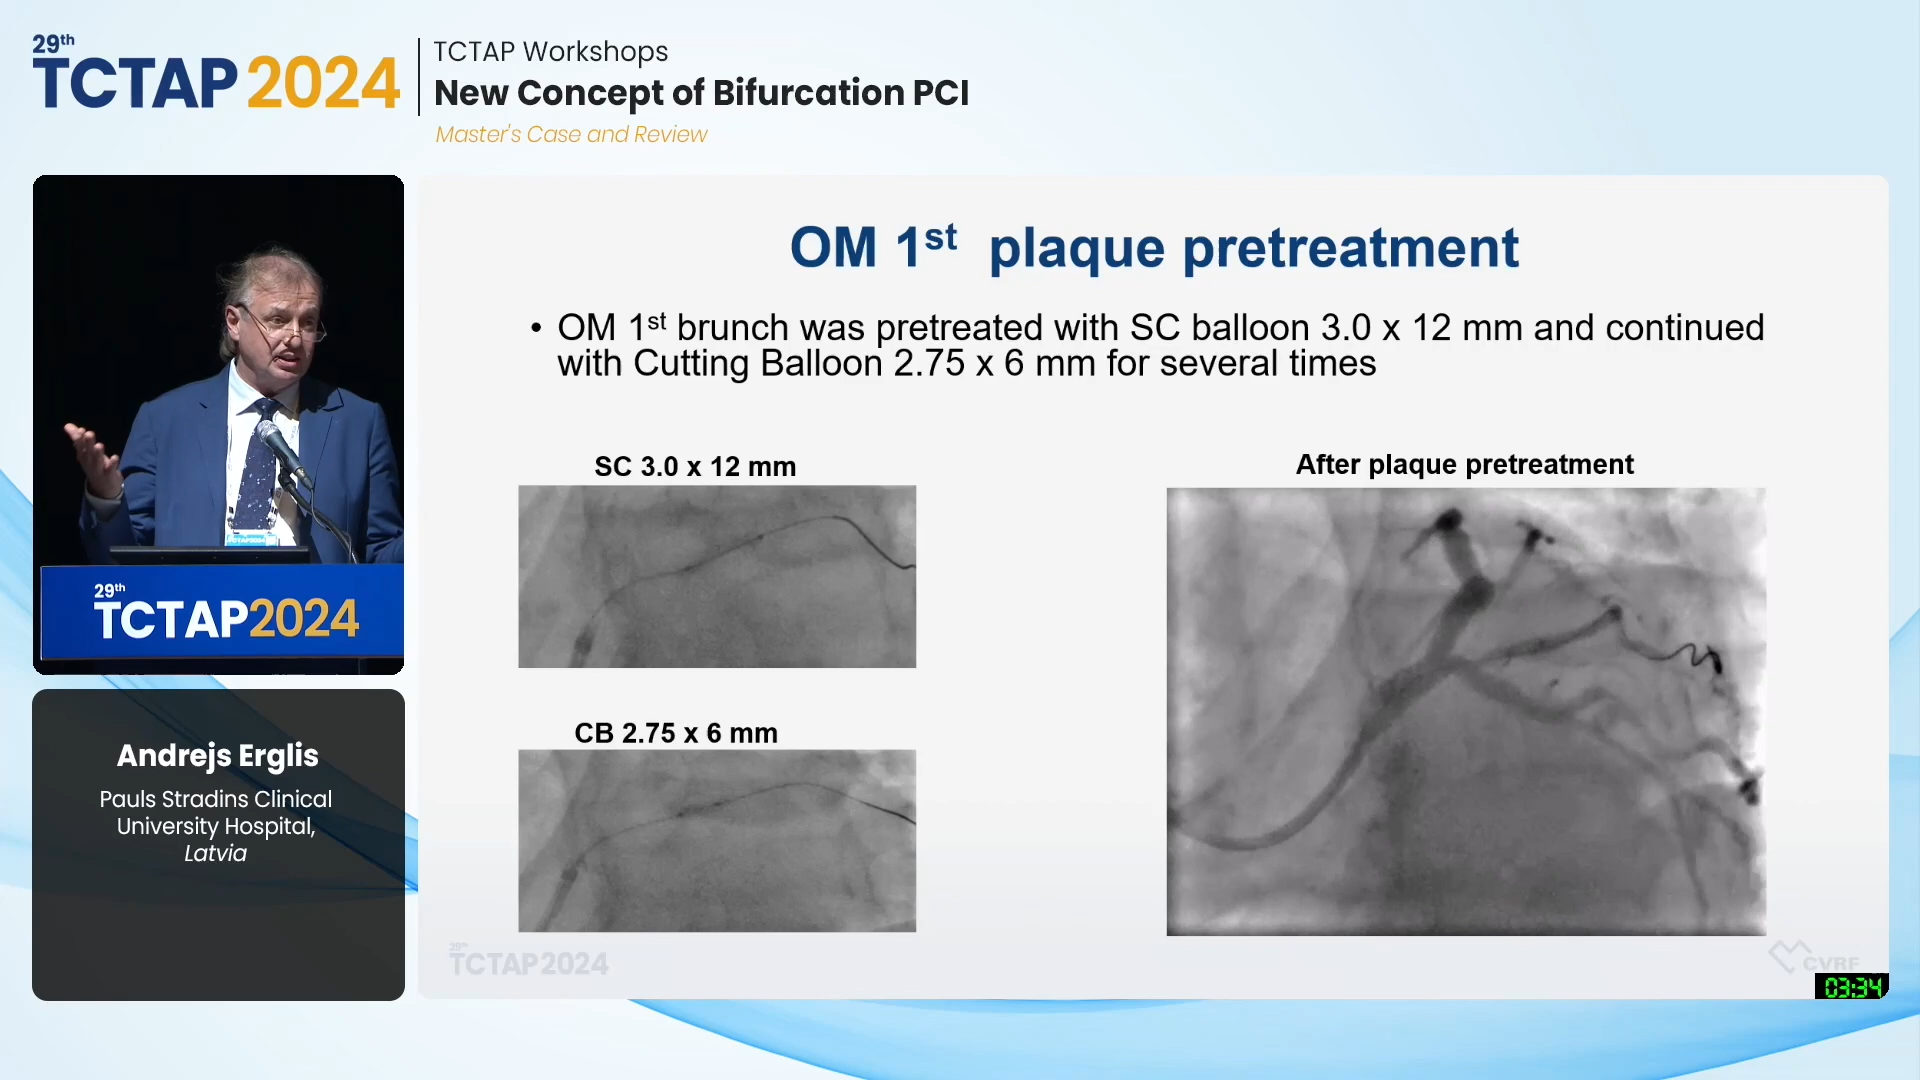 29th
TCTAP 2024
TCTAP Workshops
New Concept of Bifurcation PCI
Master's Case and Review
OM 1st plaque pretreatment
• OM 1st brunch was pretreated with SC balloon 3.0 x 12 mm and continued
with Cutting Balloon 2.75 x 6 mm for several times
SC 3.0 x 12 mm
After plaque pretreatment
CB 2.75 x 6 mm
29th
TCTAP2024
Andrejs Erglis
Pauls Stradins Clinical
University Hospital,
Latvia
29th
TCTAP2024
CVRF
03:34